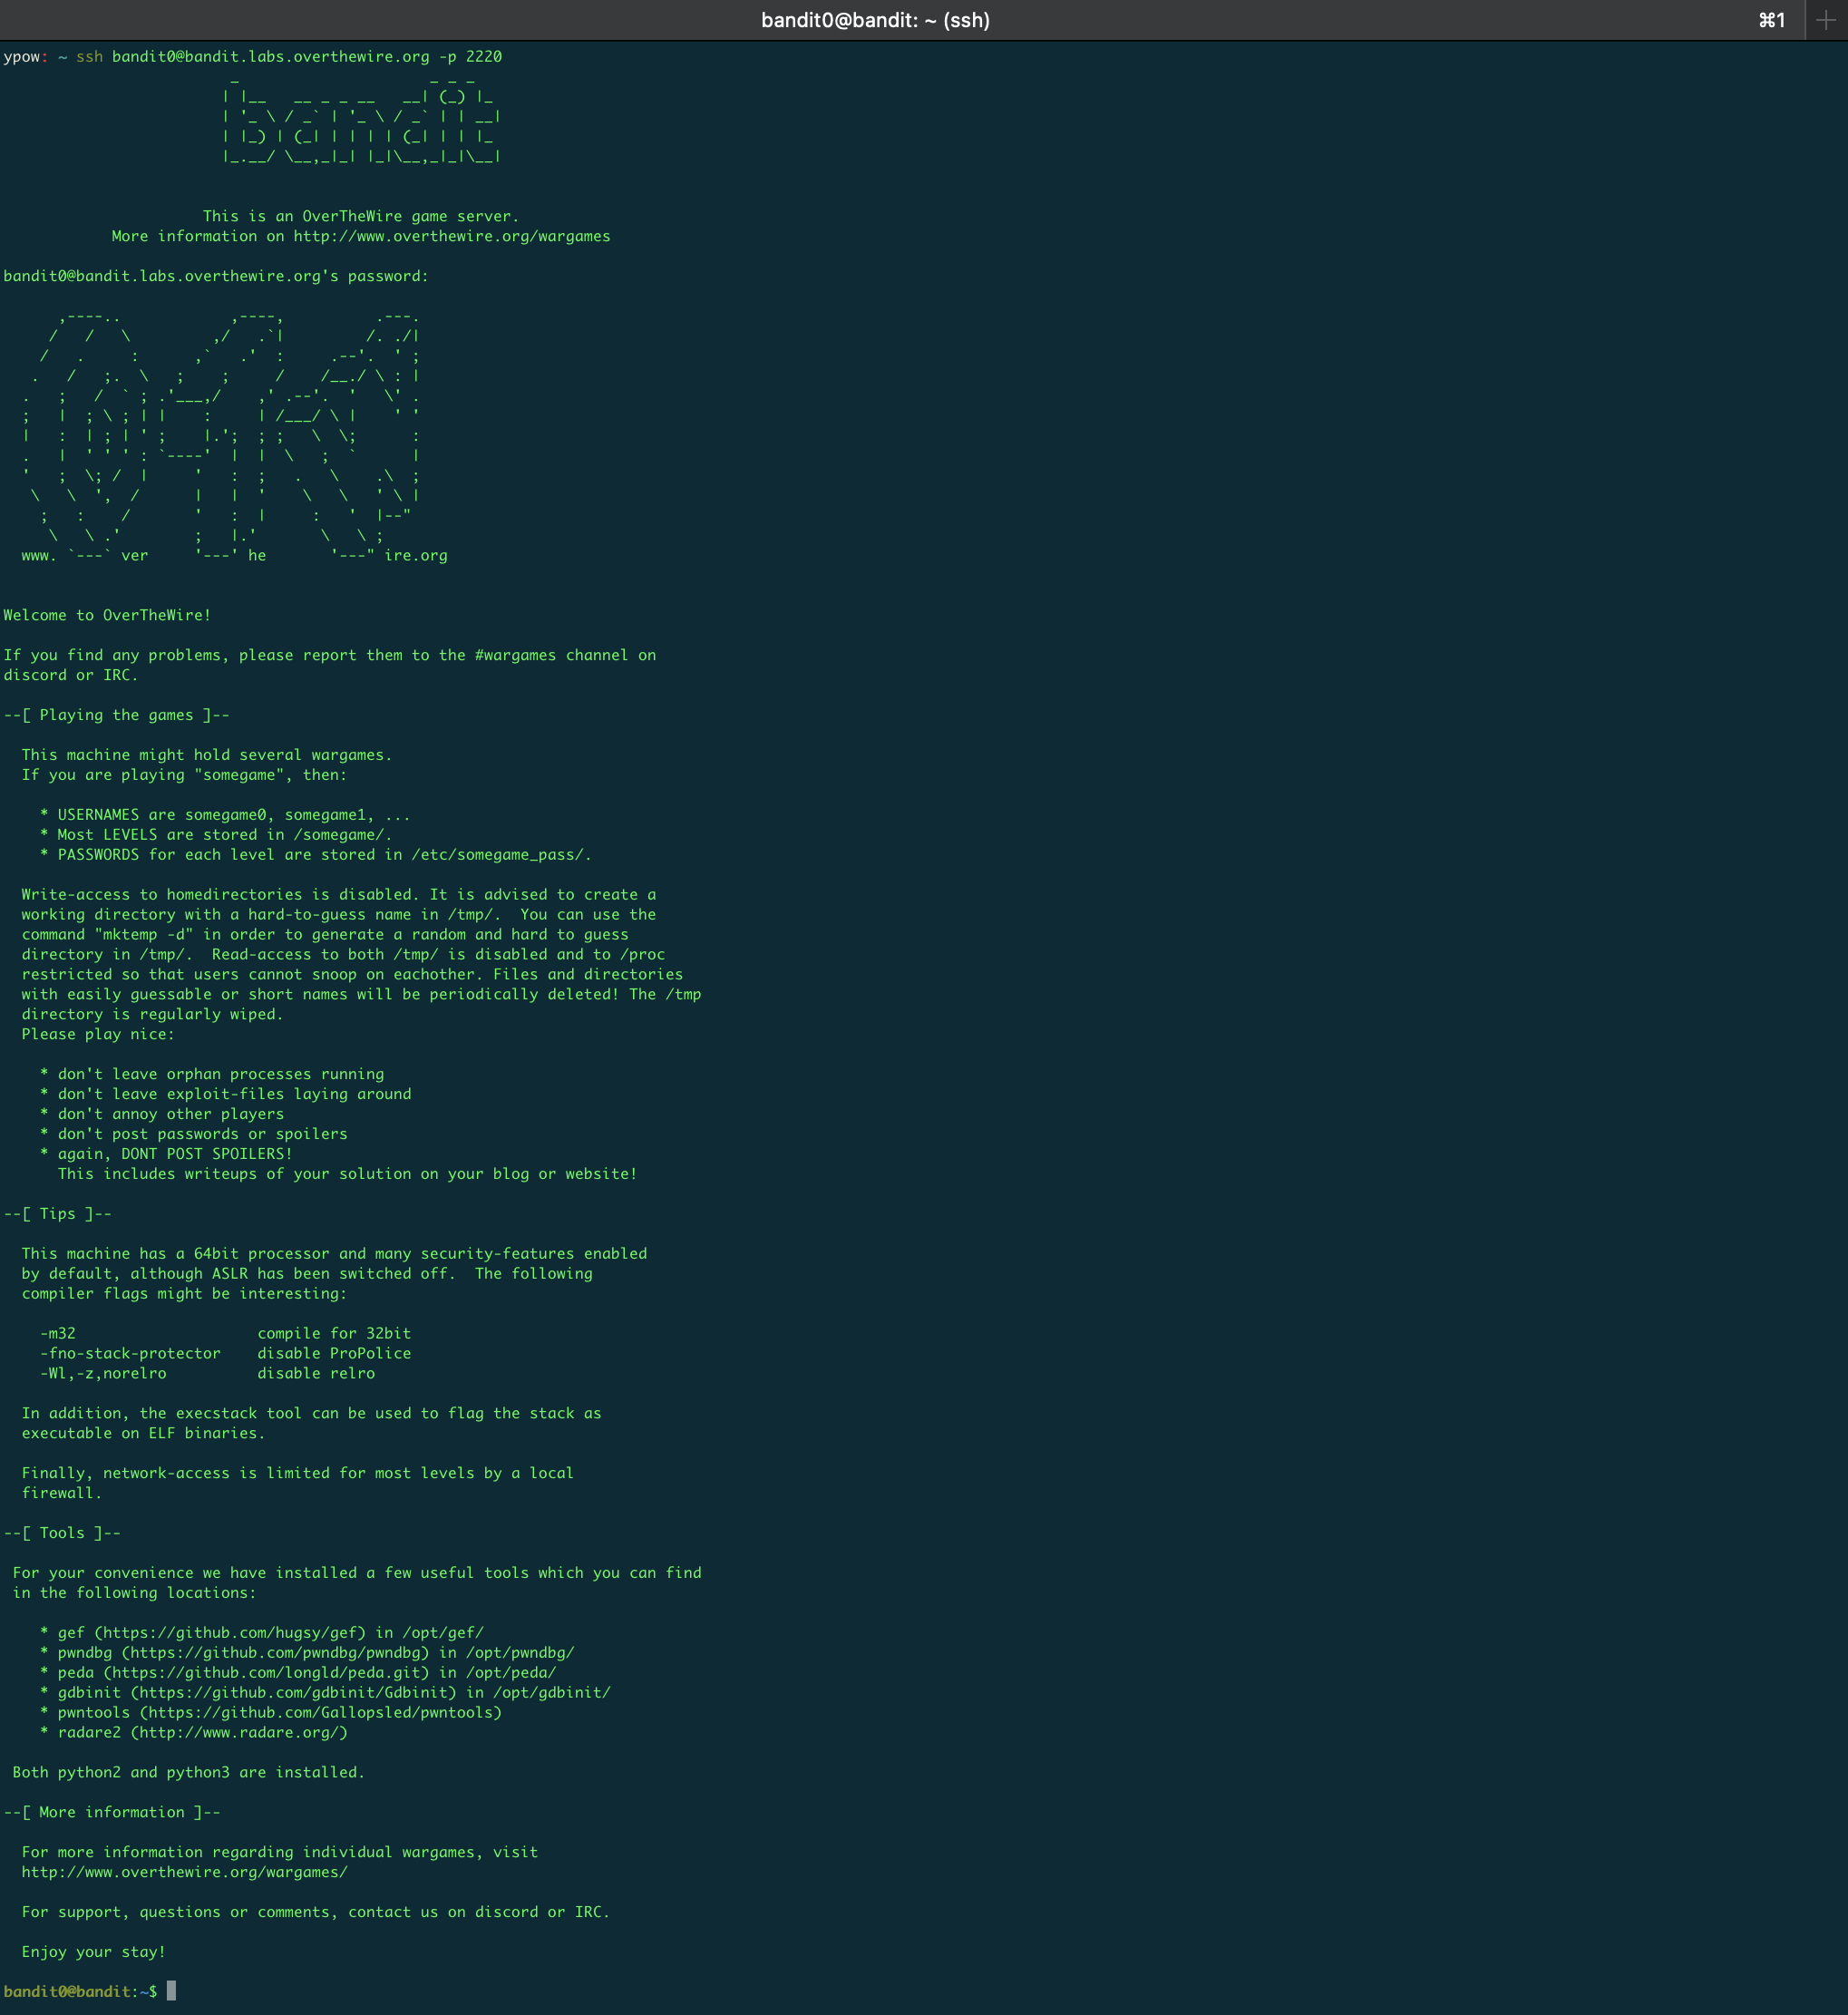 bandit0@bandit: ~ (ssh)
⌘1
ypow: ~ ssh bandit0@bandit.labs.overthewire.org -p 2220
                         _                     _ _ _
                        | |__   __ _ _ __   __| (_) |_
                        | '_ \ / _` | '_ \ / _` | | __|
                        | |_) | (_| | | | | (_| | | |_
                        |_.__/ \__,_|_| |_|\__,_|_|\__|
                      This is an OverTheWire game server.
            More information on http://www.overthewire.org/wargames
bandit0@bandit.labs.overthewire.org's password:
      ,----..            ,----,          .---.
     /   /   \         ,/   .`|         /. ./|
    /   .     :      ,`   .'  :     .--'.  ' ;
   .   /   ;.  \   ;    ;     /    /__./ \ : |
  .   ;   /  ` ; .'___,/    ,' .--'.  '   \' .
  ;   |  ; \ ; | |    :     | /___/ \ |    ' '
  |   :  | ; | ' ;    |.';  ; ;   \  \;      :
  .   |  ' ' ' : `----'  |  |  \   ;  `      |
  '   ;  \; /  |     '   :  ;   .   \    .\  ;
   \   \  ',  /      |   |  '    \   \   ' \ |
    ;   :    /       '   :  |     :   '  |--"
     \   \ .'        ;   |.'       \   \ ;
  www. `---` ver     '---' he       '---" ire.org
Welcome to OverTheWire!
If you find any problems, please report them to the #wargames channel on
discord or IRC.
--[ Playing the games ]--
  This machine might hold several wargames.
  If you are playing "somegame", then:
    * USERNAMES are somegame0, somegame1, ...
    * Most LEVELS are stored in /somegame/.
    * PASSWORDS for each level are stored in /etc/somegame_pass/.
  Write-access to homedirectories is disabled. It is advised to create a
  working directory with a hard-to-guess name in /tmp/.  You can use the
  command "mktemp -d" in order to generate a random and hard to guess
  directory in /tmp/.  Read-access to both /tmp/ is disabled and to /proc
  restricted so that users cannot snoop on eachother. Files and directories
  with easily guessable or short names will be periodically deleted! The /tmp
  directory is regularly wiped.
  Please play nice:
    * don't leave orphan processes running
    * don't leave exploit-files laying around
    * don't annoy other players
    * don't post passwords or spoilers
    * again, DONT POST SPOILERS!
      This includes writeups of your solution on your blog or website!
--[ Tips ]--
  This machine has a 64bit processor and many security-features enabled
  by default, although ASLR has been switched off.  The following
  compiler flags might be interesting:
    -m32                    compile for 32bit
    -fno-stack-protector    disable ProPolice
    -Wl,-z,norelro          disable relro
  In addition, the execstack tool can be used to flag the stack as
  executable on ELF binaries.
  Finally, network-access is limited for most levels by a local
  firewall.
--[ Tools ]--
 For your convenience we have installed a few useful tools which you can find
 in the following locations:
    * gef (https://github.com/hugsy/gef) in /opt/gef/
    * pwndbg (https://github.com/pwndbg/pwndbg) in /opt/pwndbg/
    * peda (https://github.com/longld/peda.git) in /opt/peda/
    * gdbinit (https://github.com/gdbinit/Gdbinit) in /opt/gdbinit/
    * pwntools (https://github.com/Gallopsled/pwntools)
    * radare2 (http://www.radare.org/)
 Both python2 and python3 are installed.
--[ More information ]--
  For more information regarding individual wargames, visit
  http://www.overthewire.org/wargames/
  For support, questions or comments, contact us on discord or IRC.
  Enjoy your stay!
bandit0@bandit:~$